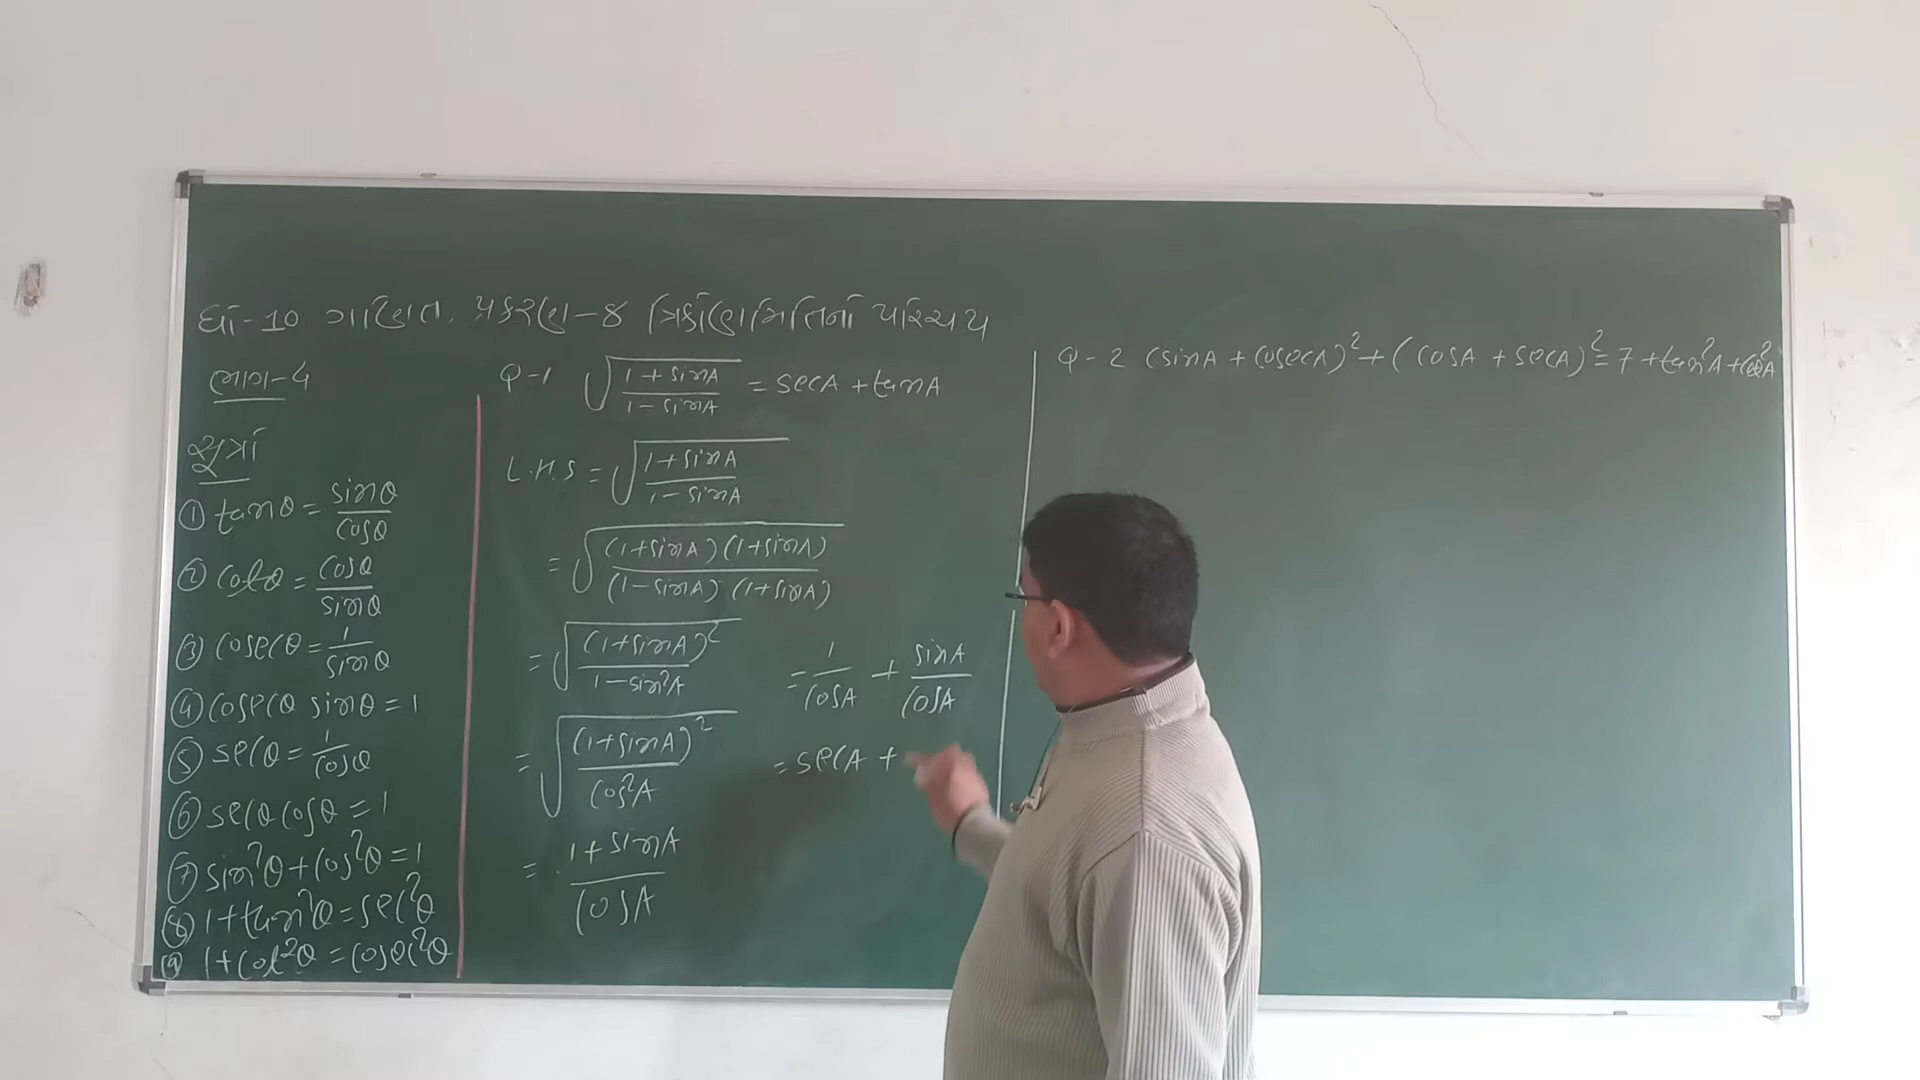 ધો-10 ગણિત. પ્રકરણ-8 ત્રિકોણમિતિનો પરિચય
ભાગ-4
સૂત્રો
① tanθ = sinθ/cosθ
② cotθ = cosθ/sinθ
③ cosecθ = 1/sinθ
④ cosecθ sinθ = 1
⑤ secθ = 1/cosθ
⑥ secθ cosθ = 1
⑦ sin²θ + cos²θ = 1
⑧ 1 + tan²θ = sec²θ
⑨ 1 + cot²θ = cosec²θ
Q-1 √((1 + sinA)/(1 - sinA)) = secA + tanA
L.H.S = √((1 + sinA)/(1 - sinA))
= √((1+sinA)(1+sinA)/(1-sinA)(1+sinA))
= √((1+sinA)²/(1-sin²A))
= √((1+sinA)²/cos²A)
= (1 + sinA)/cosA
= 1/cosA + sinA/cosA
= secA +
Q-2 (sinA + cosecA)² + (cosA + secA)² = 7 + tan²A + cot²A